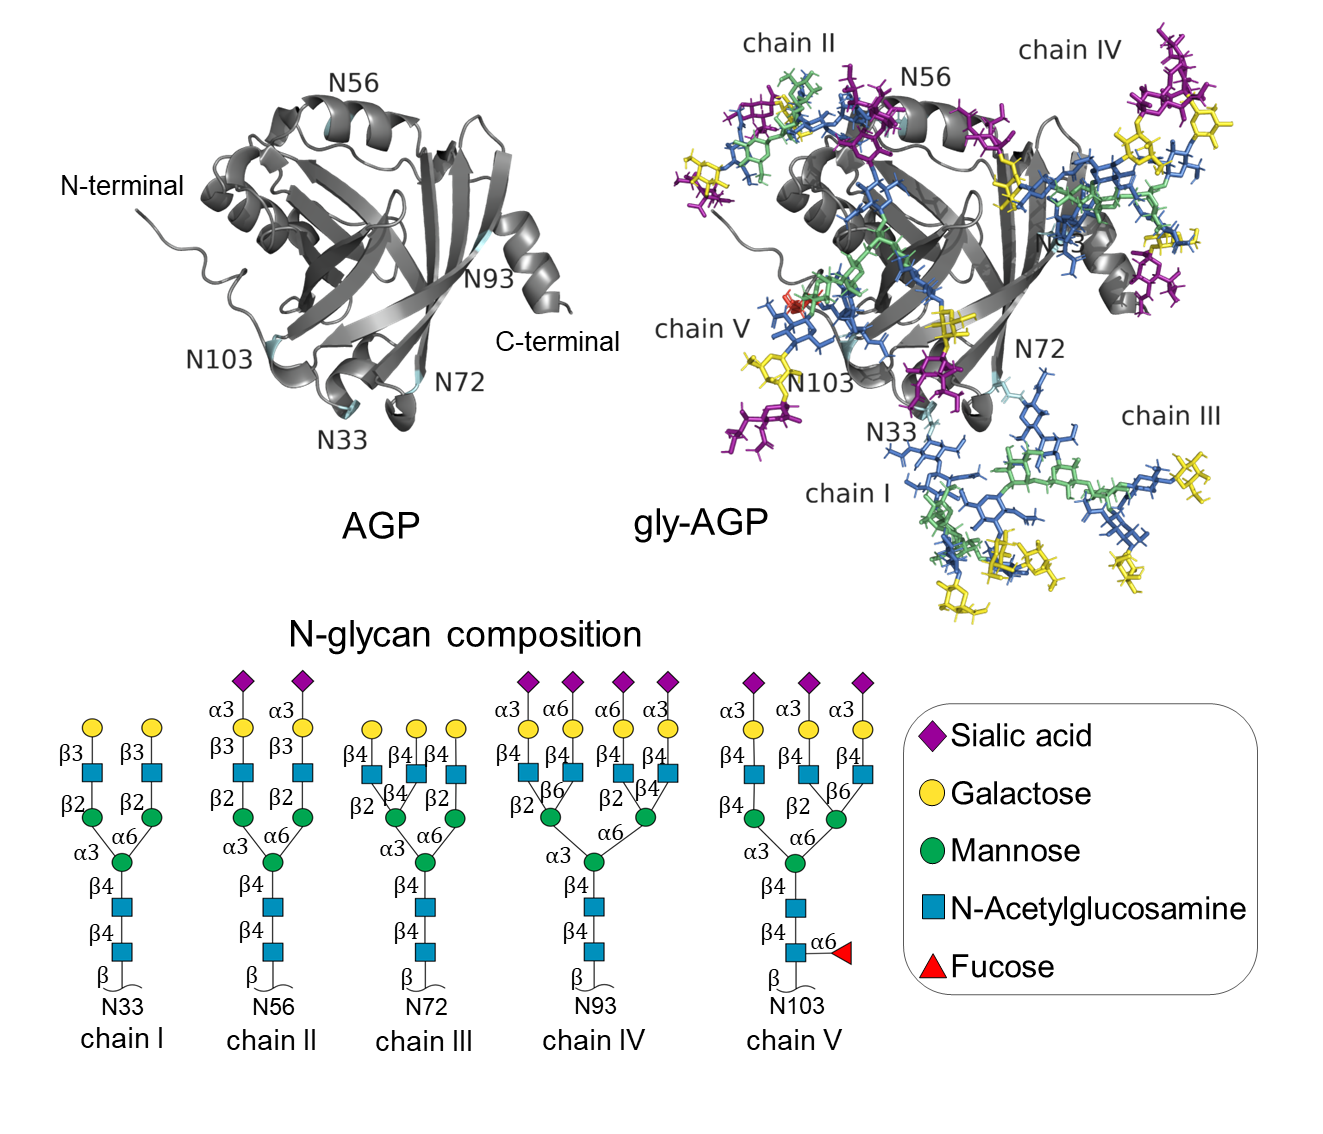 chain II
chain IV
N56
N56
N-terminal
N93
N93
C-terminal
chain V
N103
N72
N72
N103
N33
N33
chain III
chain I
AGP
gly-AGP
N-glycan composition
α3 α3 α3 α6 α6 α3 α3 α3 α3
β3 β3 β3 β3 β4 β4 β4 β4 β4 β4 β4 β4 β4 β4
β2 β2 β2 β2 β2 β4 β2 β2 β6 β2 β4 β4 β2 β6
α3 α6 α3 α6 α3 α6 α3 α6 α3 α6
β4 β4 β4 β4 β4
β4 β4 β4 β4 β4 α6
β β β β β
N33 N56 N72 N93 N103
chain I chain II chain III chain IV chain V
Sialic acid
Galactose
Mannose
N-Acetylglucosamine
Fucose